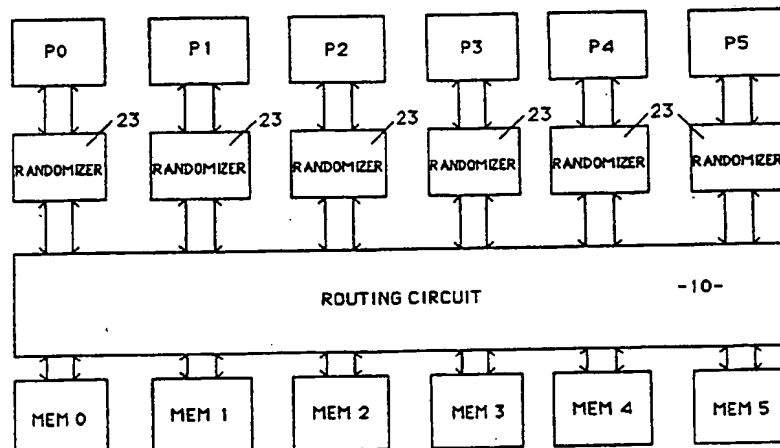 P0 P1 P2 P3 P4 P5
23 23 23 23 23
RANDOMIZER RANDOMIZER RANDOMIZER RANDOMIZER RANDOMIZER RANDOMIZER
ROUTING CIRCUIT -10-
MEM 0 MEM 1 MEM 2 MEM 3 MEM 4 MEM 5